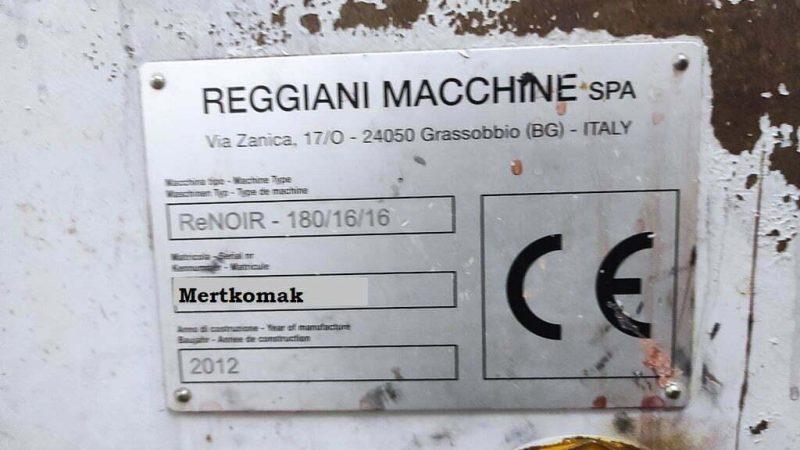 REGGIANI MACCHINE SPA
Via Zanica, 17/O - 24050 Grassobbio (BG) - ITALY
Macchina tipo - Machine Type
Maschinen Typ - Type de machine
ReNOIR - 180/16/16
Matricola - Serial nr
Kennummer - Matricule
Mertkomak
Anno di costruzione - Year of manufacture
Baujahr - Annee de construction
2012
CE